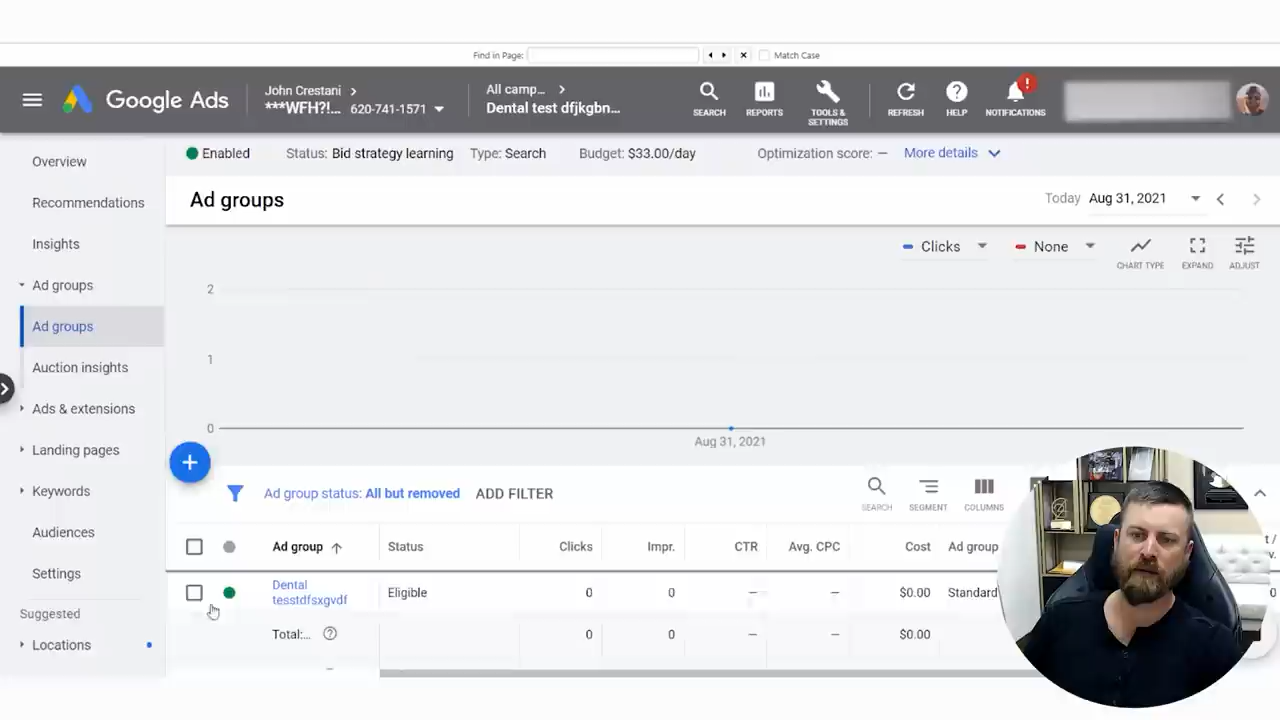 Find in Page:
Match Case
Google Ads
John Crestani
***WFH?!... 620-741-1571
All camp...
Dental test dfjkgbn...
SEARCH
REPORTS
TOOLS &
SETTINGS
REFRESH
HELP
!
NOTIFICATIONS
Overview
Recommendations
Insights
Ad groups
Ad groups
Auction insights
Ads & extensions
Landing pages
Keywords
Audiences
Settings
Suggested
Locations
Enabled Status: Bid strategy learning Type: Search Budget: $33.00/day Optimization score: — More details
Ad groups
Today Aug 31, 2021
Clicks
None
CHART TYPE
EXPAND
ADJUST
2
1
0
Aug 31, 2021
Ad group status: All but removed ADD FILTER
SEARCH
SEGMENT
COLUMNS
Ad group Status Clicks Impr. CTR Avg. CPC Cost Ad group
Dental
tesstdfsxgvdf
Eligible 0 0 — — $0.00 Standard
Total:... 0 0 — — $0.00